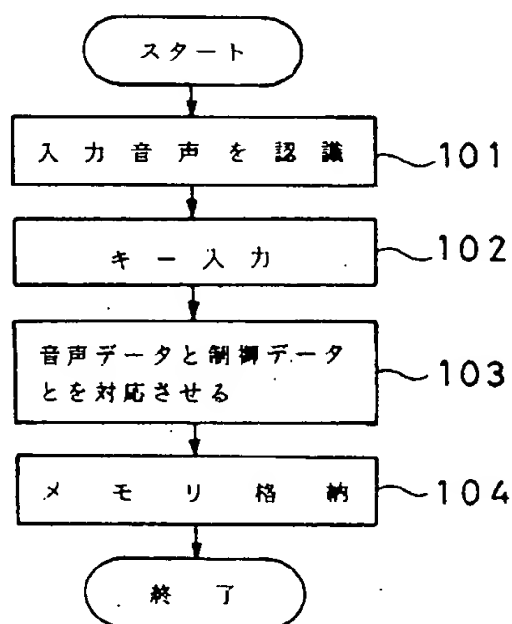 スタート
入力音声を認識
101
キー入力
102
音声データと制御データ
とを対応させる
103
メモリ格納
104
終了